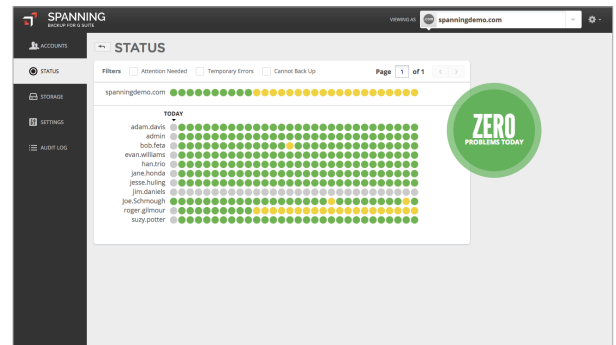 SPANNING
BACKUP FOR G SUITE
VIEWING AS
.com
spanningdemo.com
ACCOUNTS
STATUS
STORAGE
SETTINGS
AUDIT LOG
STATUS
Filters Attention Needed Temporary Errors Cannot Back Up Page 1 of 1
spanningdemo.com
TODAY
adam.davis
admin
bob.feta
evan.williams
han.trio
jane.honda
jesse.huling
jim.daniels
Joe.Schmough
roger.gilmour
suzy.potter
ZERO
PROBLEMS TODAY